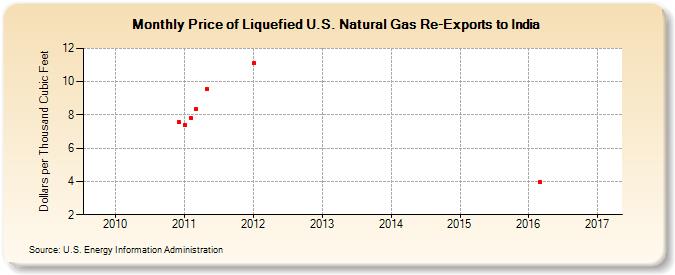 Monthly Price of Liquefied U.S. Natural Gas Re-Exports to India
Dollars per Thousand Cubic Feet
12
10
8
6
4
2
2010 2011 2012 2013 2014 2015 2016 2017
Source: U.S. Energy Information Administration